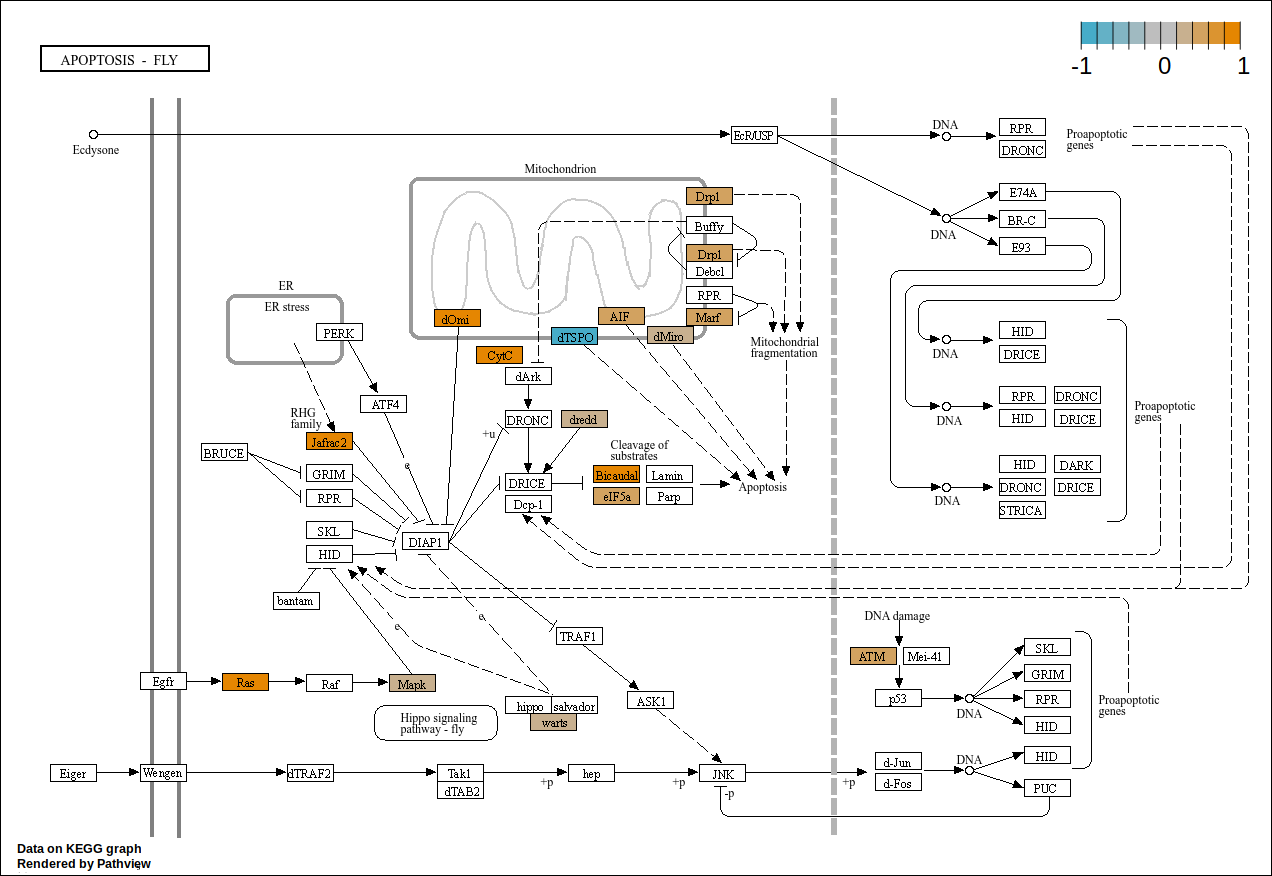 APOPTOSIS - FLY
-1 0 1
Ecdysone
EcR/USP
DNA
RPR
DRONC
Proapoptotic
genes
Mitochondrion
Drp1
Buffy
Drp1
Debcl
RPR
Marf
E74A
BR-C
E93
DNA
ER
ER stress
PERK
dOmi
AIF
dTSPO
dMiro
Mitochondrial
fragmentation
CytC
dArk
ATF4
HID
DRICE
DNA
RPR
DRONC
HID
DRICE
DNA
Proapoptotic
genes
RHG
family
Jafrac2
BRUCE
GRIM
RPR
e
+u
DRONC
dredd
DRICE
Dcp-1
Cleavage of
substrates
Bicaudal
Lamin
eIF5a
Parp
Apoptosis
HID
DARK
DRONC
DRICE
STRICA
DNA
SKL
HID
DIAP1
bantam
e
e
TRAF1
DNA damage
ATM
Mei-41
p53
DNA
SKL
GRIM
RPR
HID
Proapoptotic
genes
Egfr
Ras
Raf
Mapk
hippo
salvador
warts
ASK1
Hippo signaling
pathway - fly
Eiger
Wengen
dTRAF2
Tak1
dTAB2
+p
hep
+p
JNK
-p
+p
d-Jun
d-Fos
DNA
HID
PUC
Data on KEGG graph
Rendered by Pathview